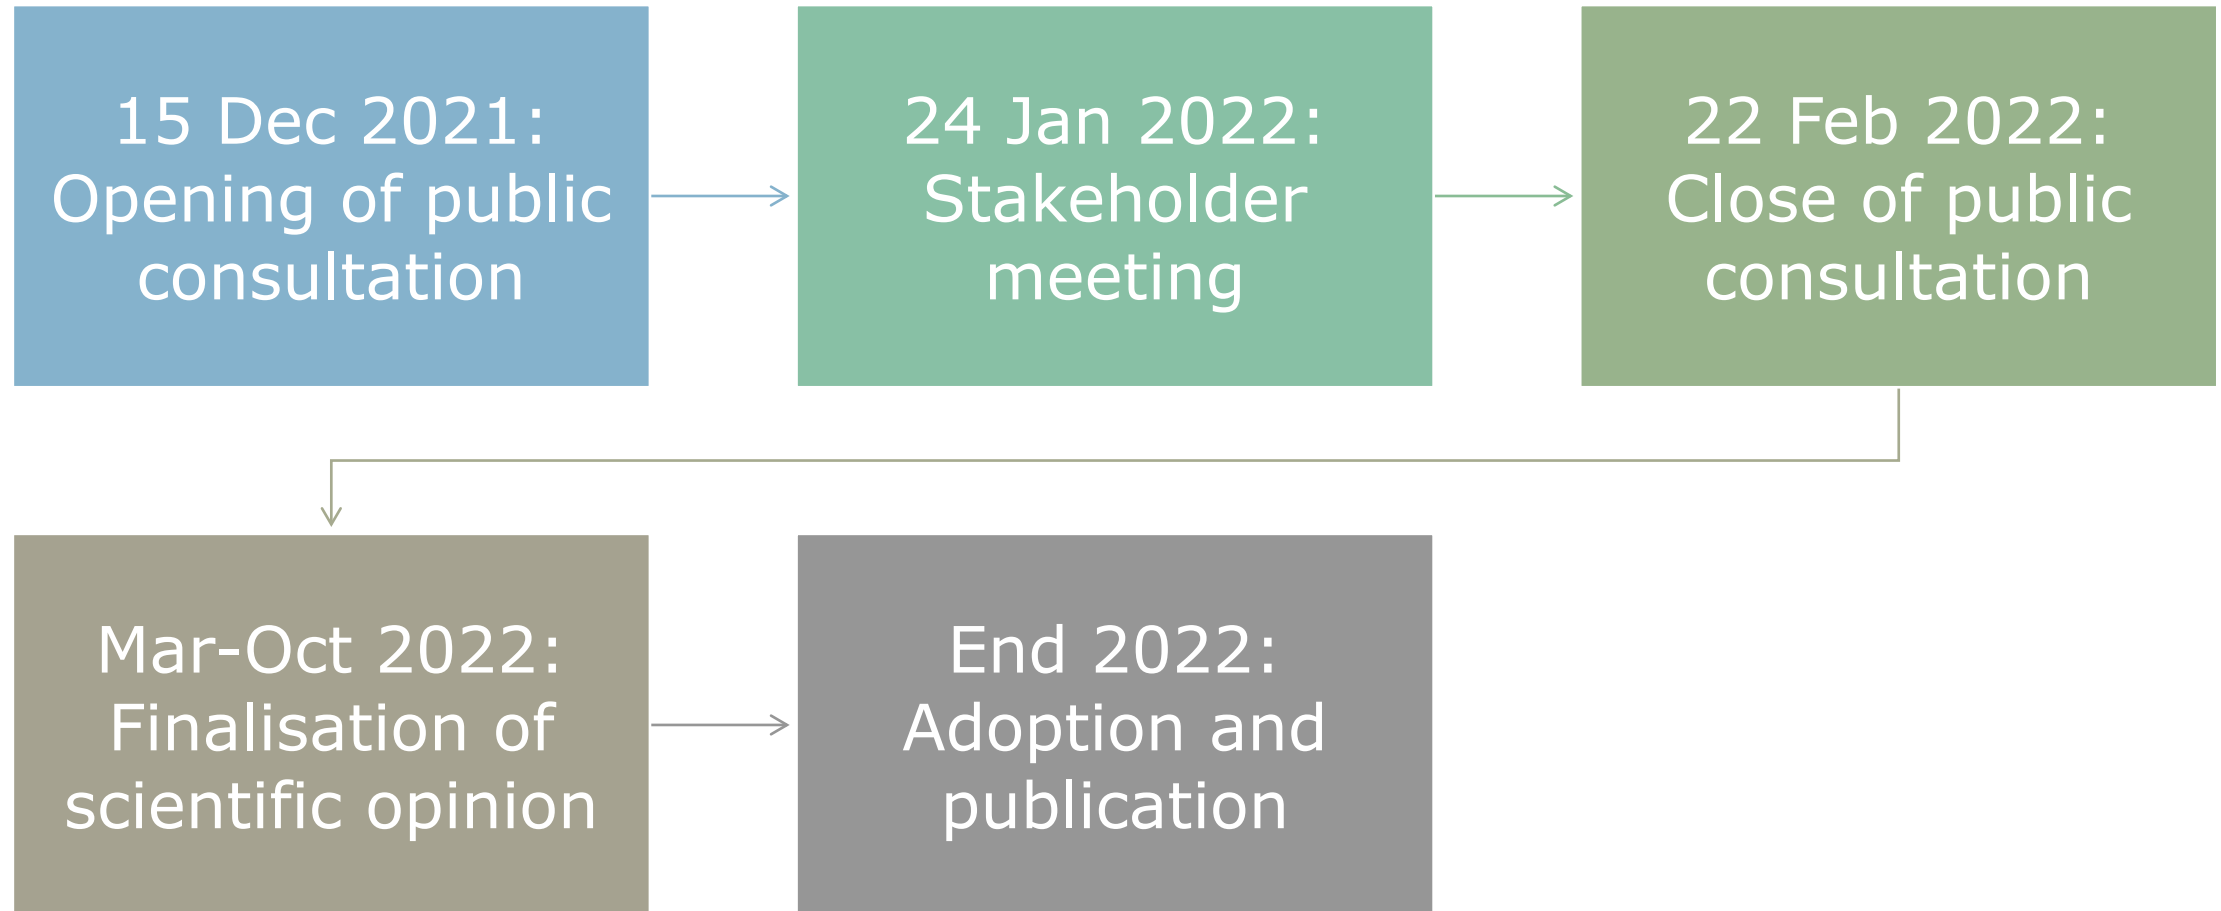 15 Dec 2021:
Opening of public
consultation
24 Jan 2022:
Stakeholder
meeting
22 Feb 2022:
Close of public
consultation
Mar-Oct 2022:
Finalisation of
scientific opinion
End 2022:
Adoption and
publication